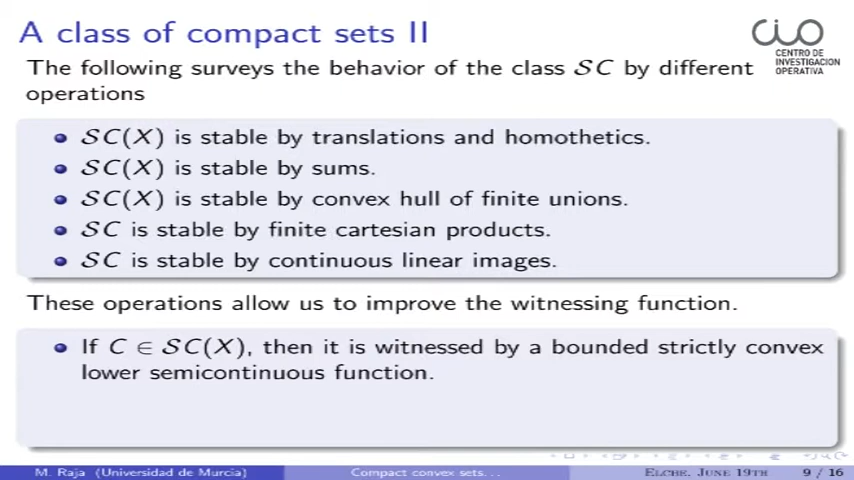 A class of compact sets II
CIO
CENTRO DE
INVESTIGACION
OPERATIVA
The following surveys the behavior of the class SC by different
operations
SC(X) is stable by translations and homothetics.
SC(X) is stable by sums.
SC(X) is stable by convex hull of finite unions.
SC is stable by finite cartesian products.
SC is stable by continuous linear images.
These operations allow us to improve the witnessing function.
If C ∈ SC(X), then it is witnessed by a bounded strictly convex
lower semicontinuous function.
M. Raja (Universidad de Murcia)
Compact convex sets...
Elche, June 19th
9 / 16